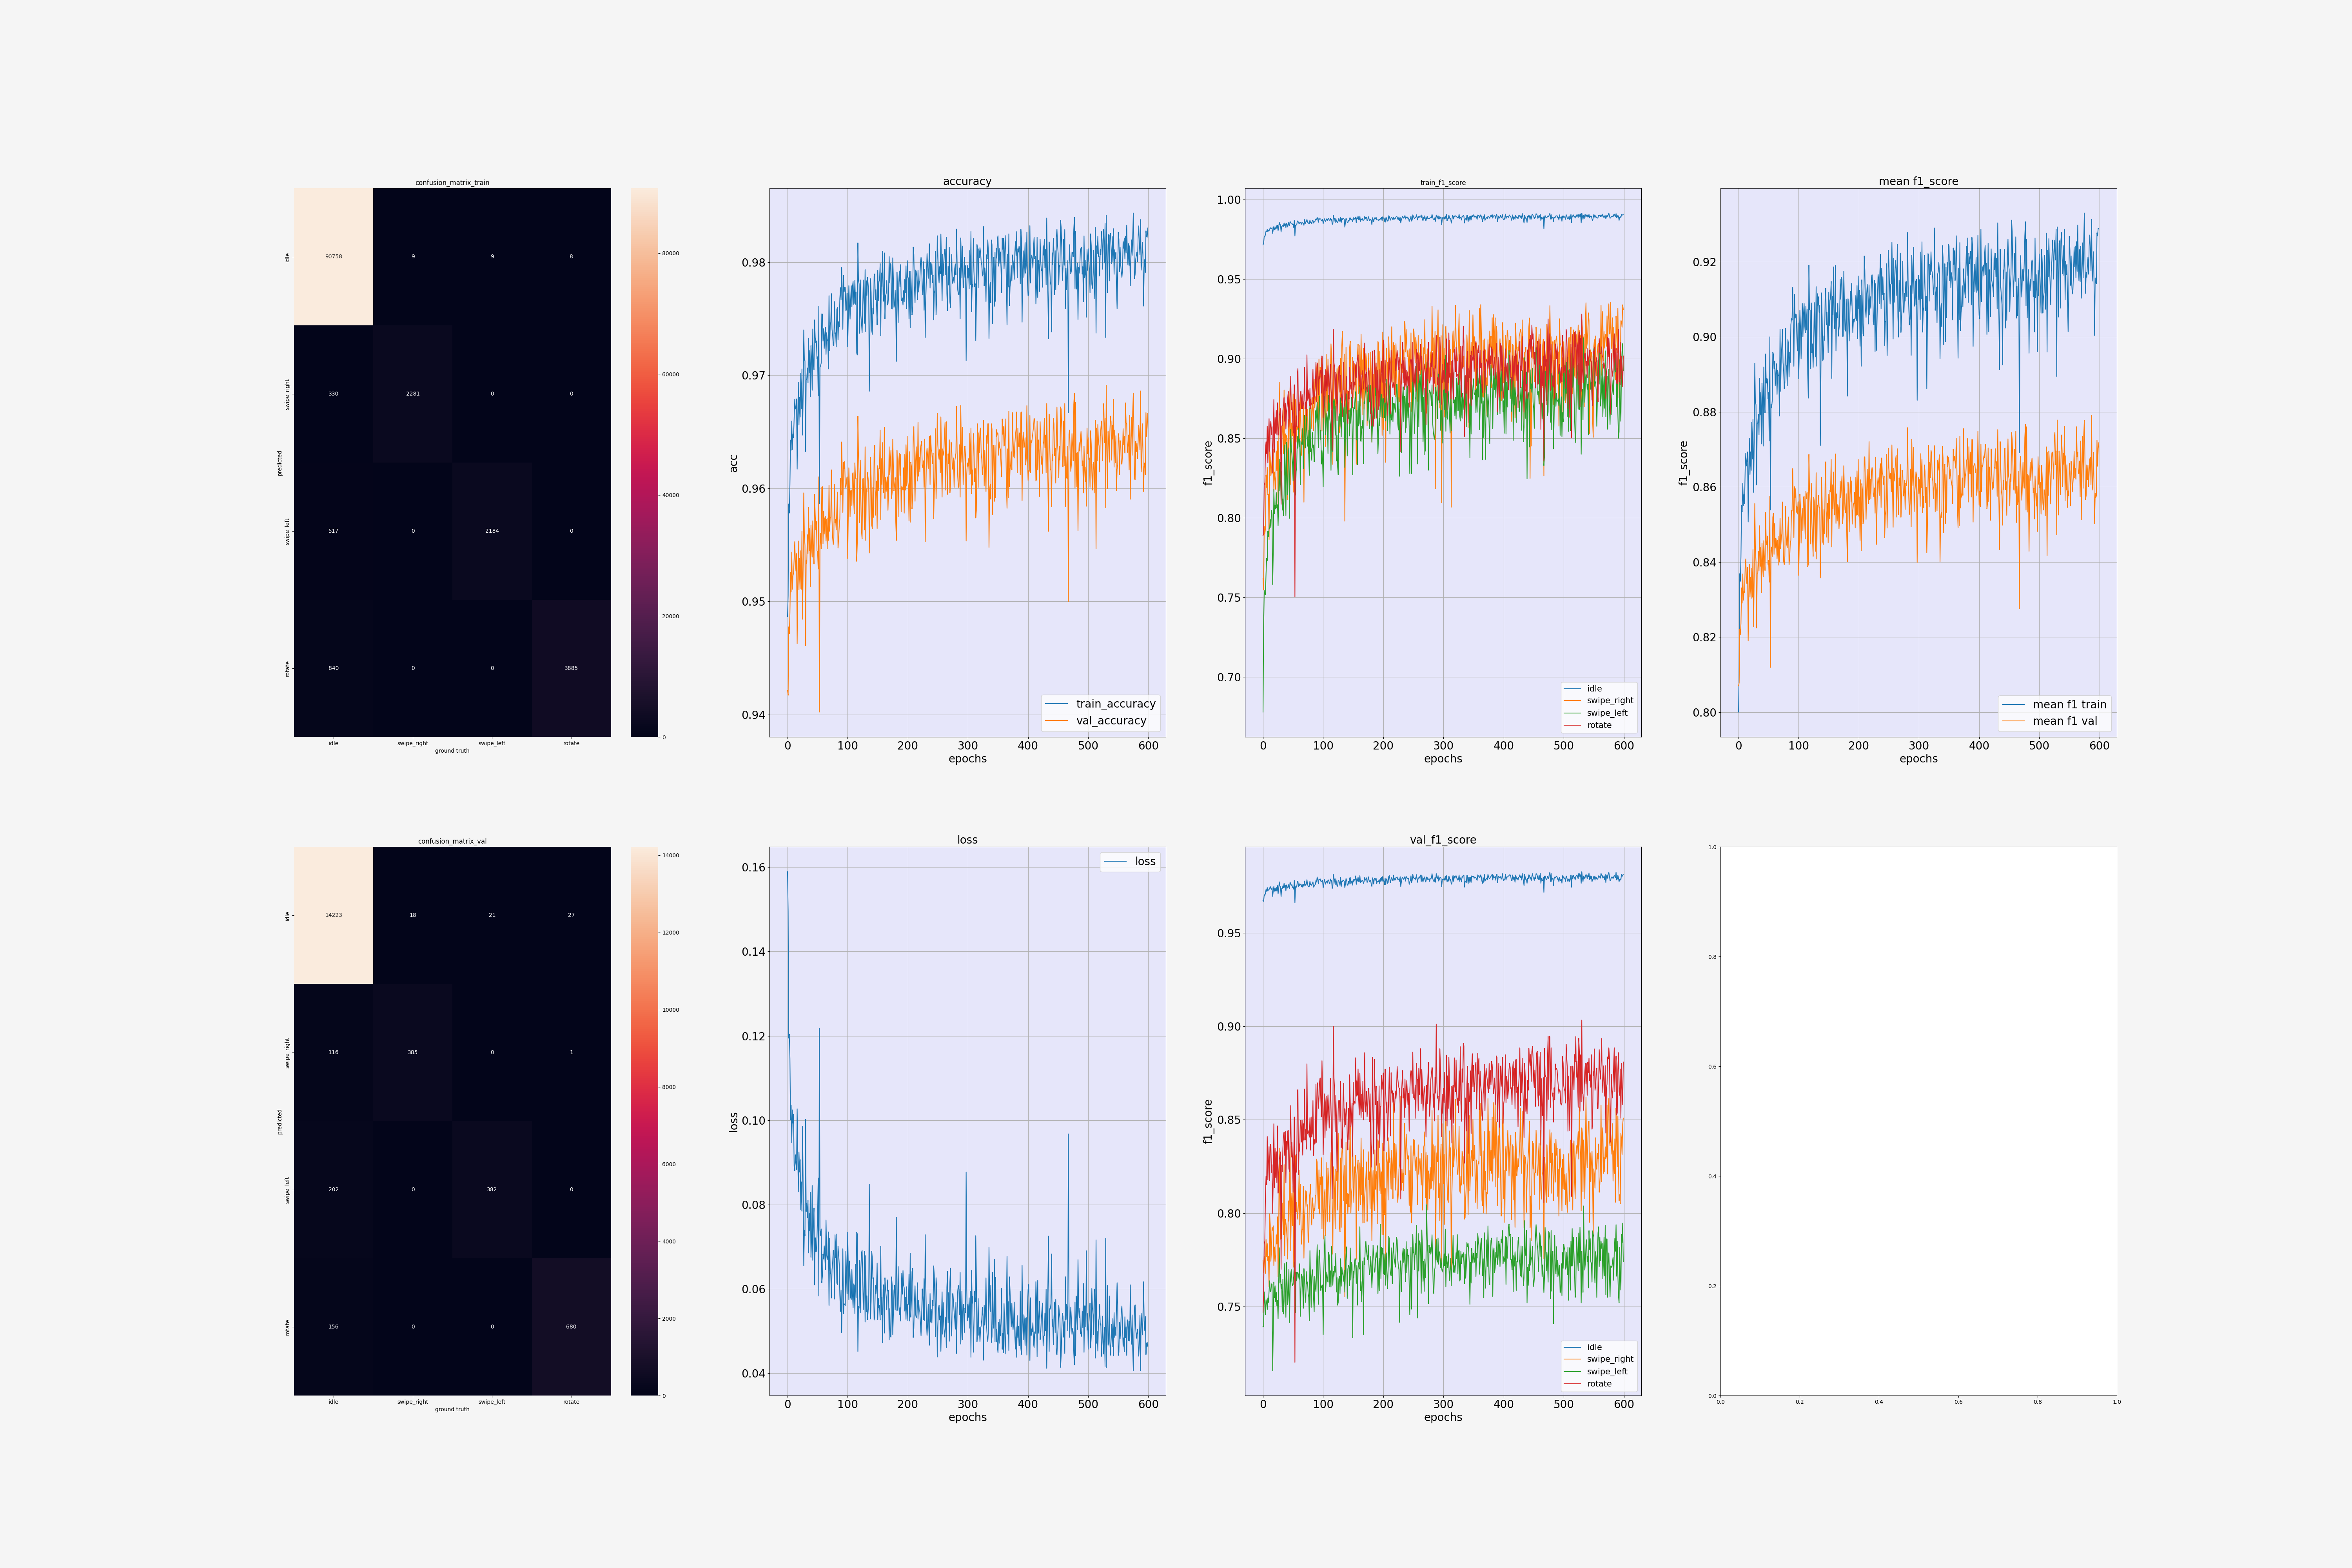 confusion_matrix_train
idle
swipe_right
predicted
swipe_left
rotate
90758 9 9 8
330 2281 0 0
517 0 2184 0
840 0 0 3885
idle swipe_right swipe_left rotate
ground truth
80000
60000
40000
20000
0
accuracy
acc
0.98
0.97
0.96
0.95
0.94
train_accuracy
val_accuracy
0 100 200 300 400 500 600
epochs
train_f1_score
f1_score
1.00
0.95
0.90
0.85
0.80
0.75
0.70
idle
swipe_right
swipe_left
rotate
0 100 200 300 400 500 600
epochs
mean f1_score
f1_score
0.92
0.90
0.88
0.86
0.84
0.82
0.80
mean f1 train
mean f1 val
0 100 200 300 400 500 600
epochs
confusion_matrix_val
idle
swipe_right
predicted
swipe_left
rotate
14223 18 21 27
116 385 0 1
202 0 382 0
156 0 0 680
idle swipe_right swipe_left rotate
ground truth
14000
12000
10000
8000
6000
4000
2000
0
loss
loss
0.16
0.14
0.12
0.10
0.08
0.06
0.04
loss
0 100 200 300 400 500 600
epochs
val_f1_score
f1_score
0.95
0.90
0.85
0.80
0.75
idle
swipe_right
swipe_left
rotate
0 100 200 300 400 500 600
epochs
1.0
0.8
0.6
0.4
0.2
0.0
0.0 0.2 0.4 0.6 0.8 1.0